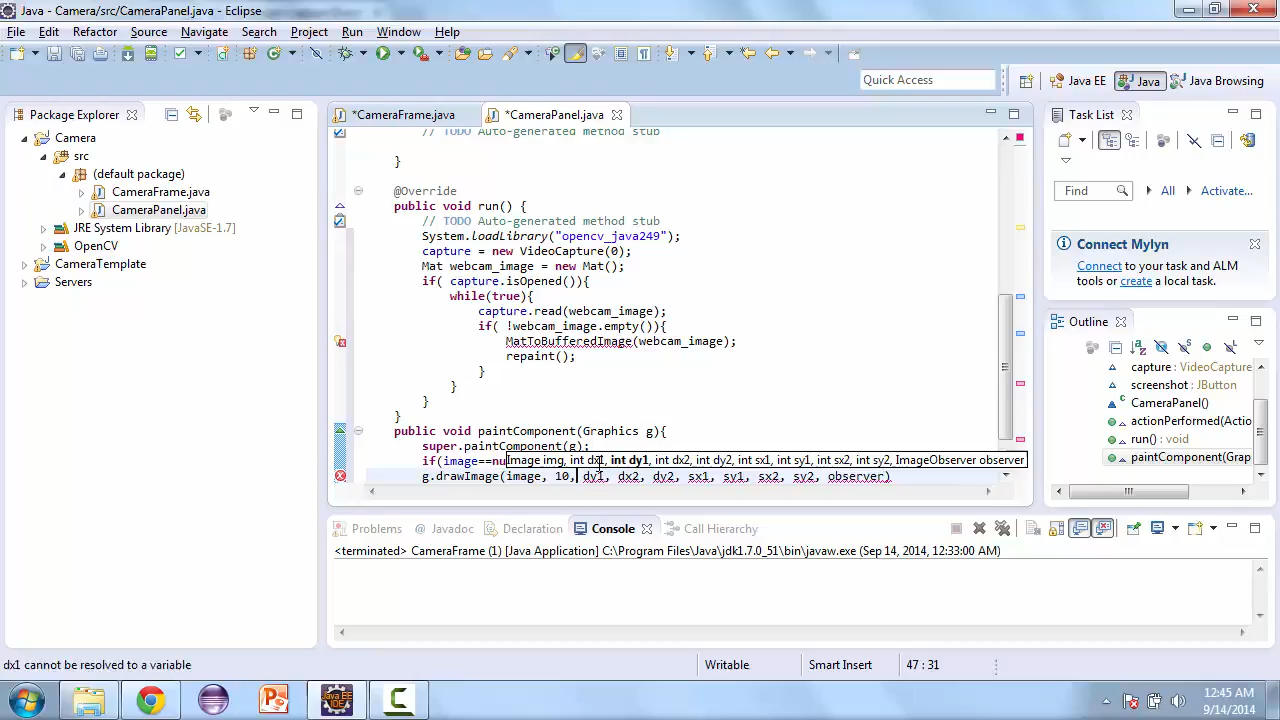 Java - Camera/src/CameraPanel.java - Eclipse
File Edit Refactor Source Navigate Search Project Run Window Help
Quick Access
Java EE Java Java Browsing
Package Explorer
Camera
src
(default package)
CameraFrame.java
CameraPanel.java
JRE System Library [JavaSE-1.7]
OpenCV
CameraTemplate
Servers
*CameraFrame.java *CameraPanel.java
// TODO Auto-generated method stub
}
@Override
public void run() {
// TODO Auto-generated method stub
System.loadLibrary("opencv_java249");
capture = new VideoCapture(0);
Mat webcam_image = new Mat();
if( capture.isOpened()){
while(true){
capture.read(webcam_image);
if( !webcam_image.empty()){
MatToBufferedImage(webcam_image);
repaint();
}
}
}
}
public void paintComponent(Graphics g){
super.paintComponent(g);
if(image==nu
Image img, int dx1, int dy1, int dx2, int dy2, int sx1, int sy1, int sx2, int sy2, ImageObserver observer
g.drawImage(image, 10, dy1, dx2, dy2, sx1, sy1, sx2, sy2, observer)
Task List
Find All Activate...
Connect Mylyn
Connect to your task and ALM
tools or create a local task.
Outline
capture : VideoCapture
screenshot : JButton
CameraPanel()
actionPerformed(Actio
run() : void
paintComponent(Grap
Problems Javadoc Declaration Console Call Hierarchy
<terminated> CameraFrame (1) [Java Application] C:\Program Files\Java\jdk1.7.0_51\bin\javaw.exe (Sep 14, 2014, 12:33:00 AM)
dx1 cannot be resolved to a variable
Writable Smart Insert 47 : 31
12:45 AM
9/14/2014